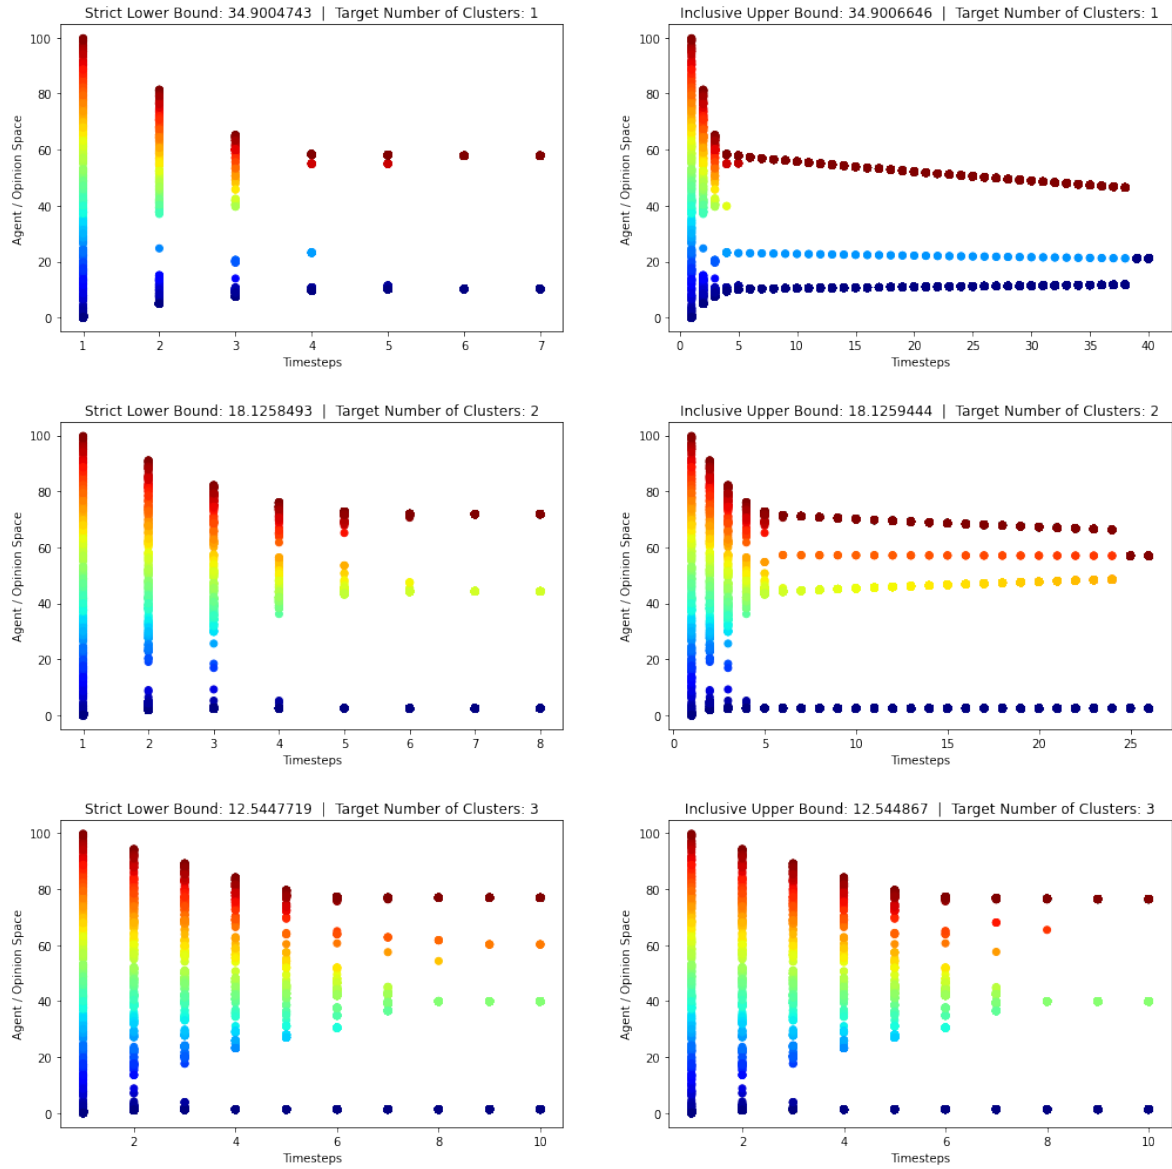 Strict Lower Bound: 34.9004743 | Target Number of Clusters: 1
100
80
60
40
20
0
Agent / Opinion Space
1 2 3 4 5 6 7
Timesteps
Inclusive Upper Bound: 34.9006646 | Target Number of Clusters: 1
100
80
60
40
20
0
Agent / Opinion Space
0 5 10 15 20 25 30 35 40
Timesteps
Strict Lower Bound: 18.1258493 | Target Number of Clusters: 2
100
80
60
40
20
0
Agent / Opinion Space
1 2 3 4 5 6 7 8
Timesteps
Inclusive Upper Bound: 18.1259444 | Target Number of Clusters: 2
100
80
60
40
20
0
Agent / Opinion Space
0 5 10 15 20 25
Timesteps
Strict Lower Bound: 12.5447719 | Target Number of Clusters: 3
100
80
60
40
20
0
Agent / Opinion Space
2 4 6 8 10
Timesteps
Inclusive Upper Bound: 12.544867 | Target Number of Clusters: 3
100
80
60
40
20
0
Agent / Opinion Space
2 4 6 8 10
Timesteps